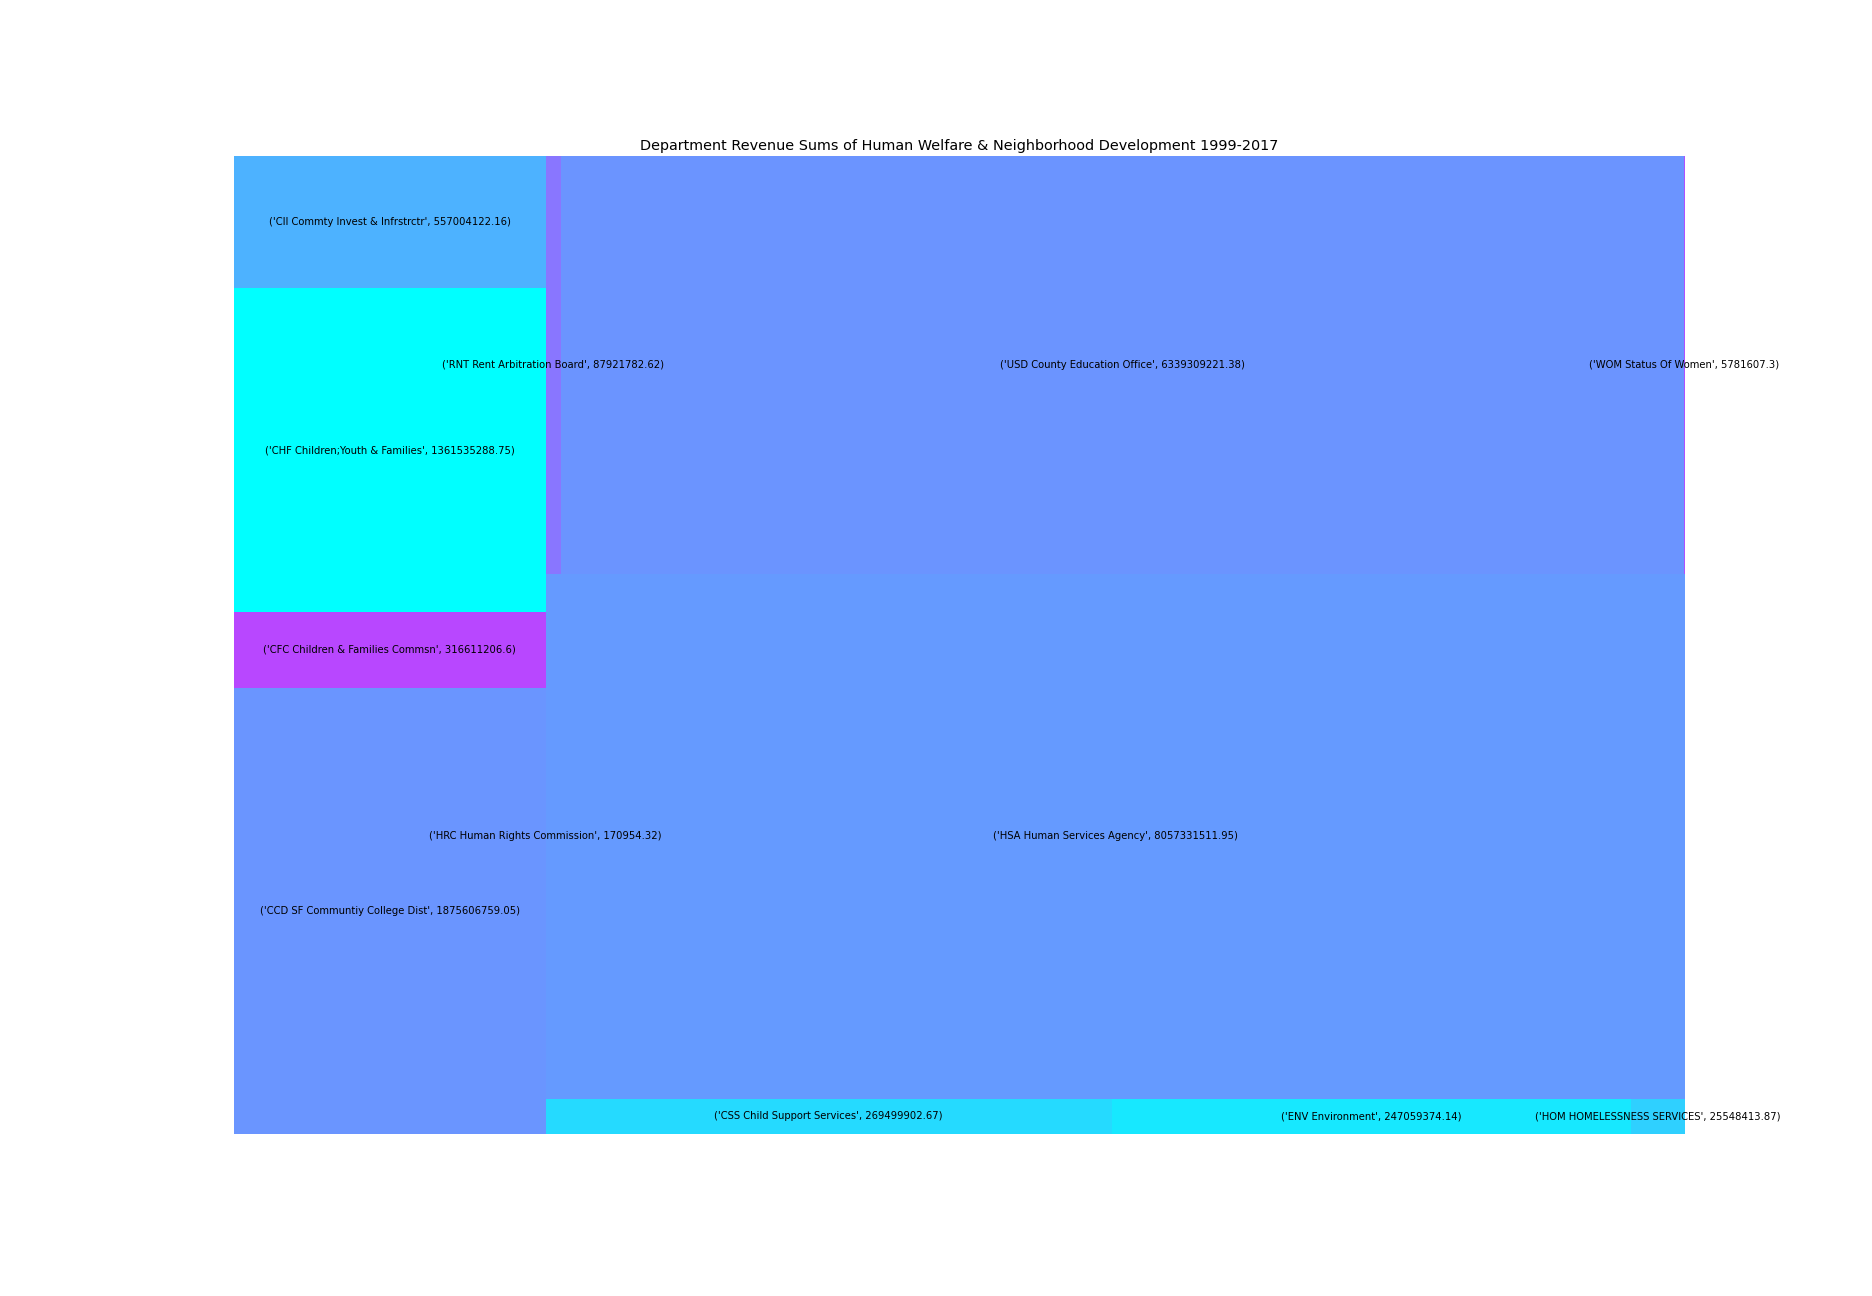 Department Revenue Sums of Human Welfare & Neighborhood Development 1999-2017
('CII Commty Invest & Infrstrctr', 557004122.16)
('RNT Rent Arbitration Board', 87921782.62)
('USD County Education Office', 6339309221.38)
('WOM Status Of Women', 5781607.3)
('CHF Children;Youth & Families', 1361535288.75)
('CFC Children & Families Commsn', 316611206.6)
('HRC Human Rights Commission', 170954.32)
('HSA Human Services Agency', 8057331511.95)
('CCD SF Communtiy College Dist', 1875606759.05)
('CSS Child Support Services', 269499902.67)
('ENV Environment', 247059374.14)
('HOM HOMELESSNESS SERVICES', 25548413.87)